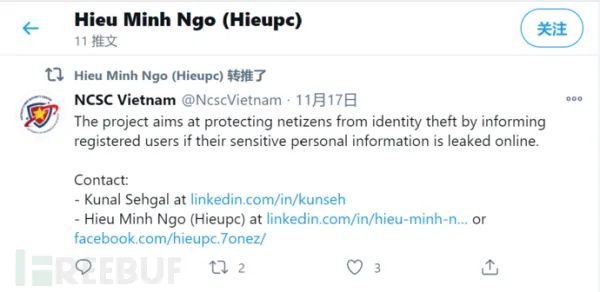 Hieu Minh Ngo (Hieupc)
11 推文
关注
Hieu Minh Ngo (Hieupc) 转推了
NCSC Vietnam @NcscVietnam · 11月17日
The project aims at protecting netizens from identity theft by informing
registered users if their sensitive personal information is leaked online.
Contact:
- Kunal Sehgal at linkedin.com/in/kunseh
- Hieu Minh Ngo (Hieupc) at linkedin.com/in/hieu-minh-n... or
facebook.com/hieupc.7onez/
2
3
FREEBUF